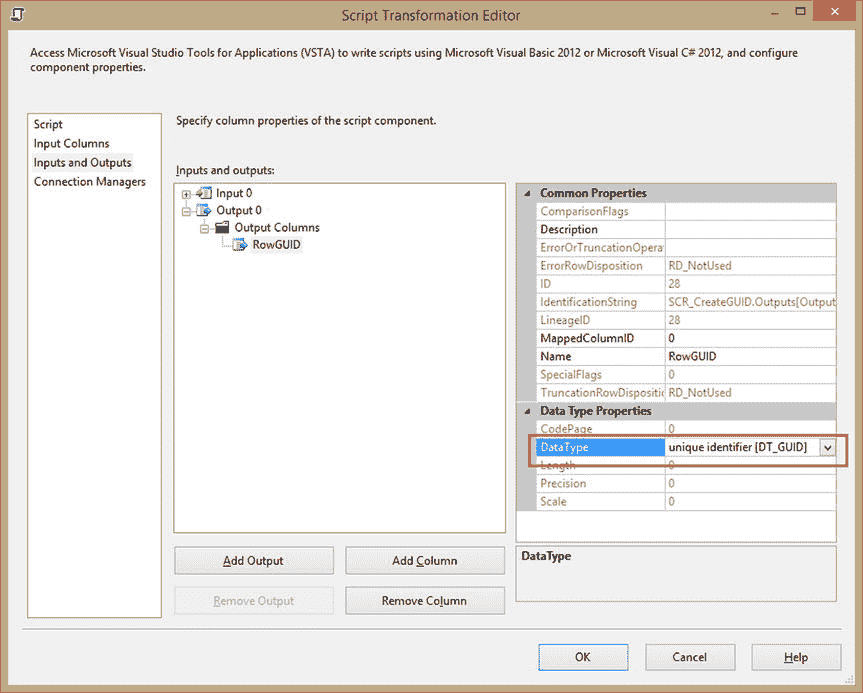 Script Transformation Editor
Access Microsoft Visual Studio Tools for Applications (VSTA) to write scripts using Microsoft Visual Basic 2012 or Microsoft Visual C# 2012, and configure
component properties.
Script
Input Columns
Inputs and Outputs
Connection Managers
Specify column properties of the script component.
Inputs and outputs:
Input 0
Output 0
Output Columns
RowGUID
Common Properties
ComparisonFlags
Description
ErrorOrTruncationOpera
ErrorRowDisposition RD_NotUsed
ID 28
IdentificationString SCR_CreateGUID.Outputs[Output
LineageID 28
MappedColumnID 0
Name RowGUID
SpecialFlags 0
TruncationRowDispositic RD_NotUsed
Data Type Properties
CodePage 0
DataType unique identifier [DT_GUID]
Length 0
Precision 0
Scale 0
DataType
Add Output
Add Column
Remove Output
Remove Column
OK
Cancel
Help